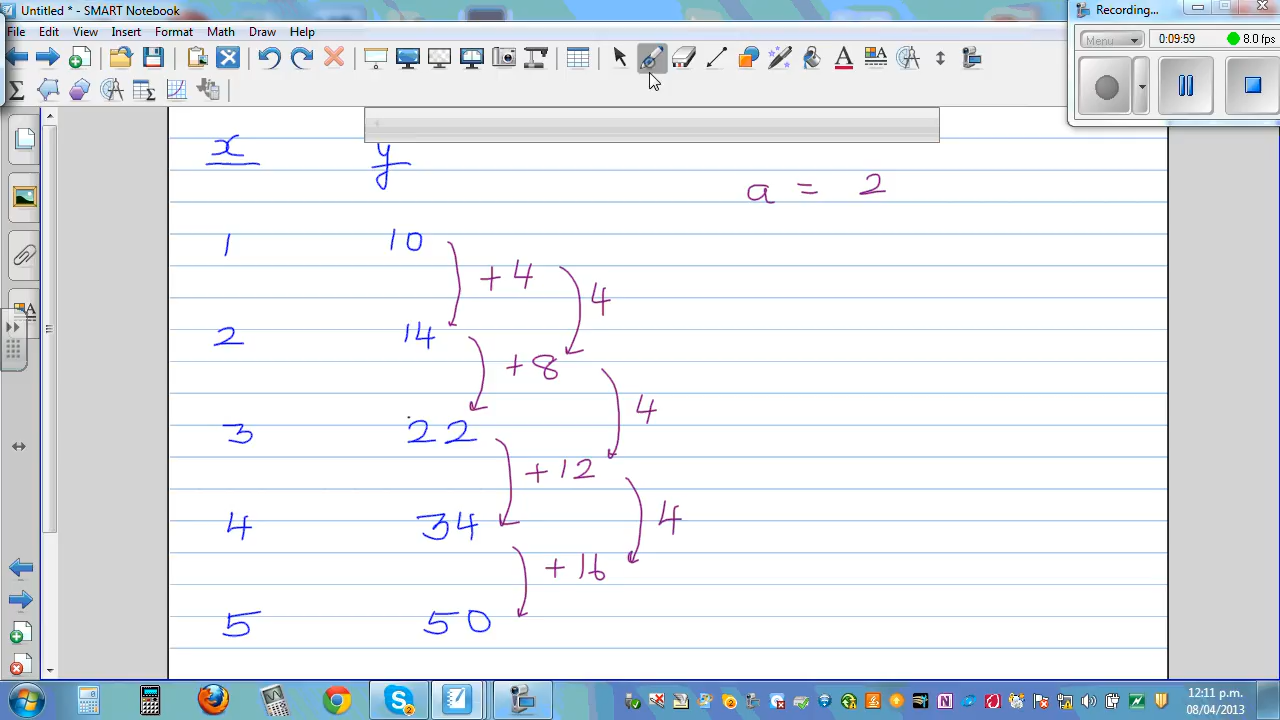 Untitled * - SMART Notebook
File Edit View Insert Format Math Draw Help
Recording...
Menu
00:09:59
8.0 fps
x y
a = 2
1 10
+4
4
2 14
+8
4
3 22
+12
4
4 34
+16
5 50
12:11 p.m.
08/04/2013